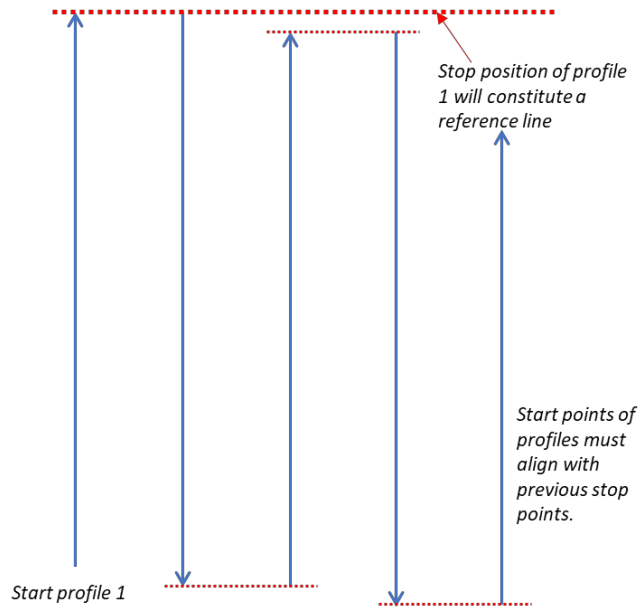 Stop position of profile
1 will constitute a
reference line
Start points of
profiles must
align with
previous stop
points.
Start profile 1